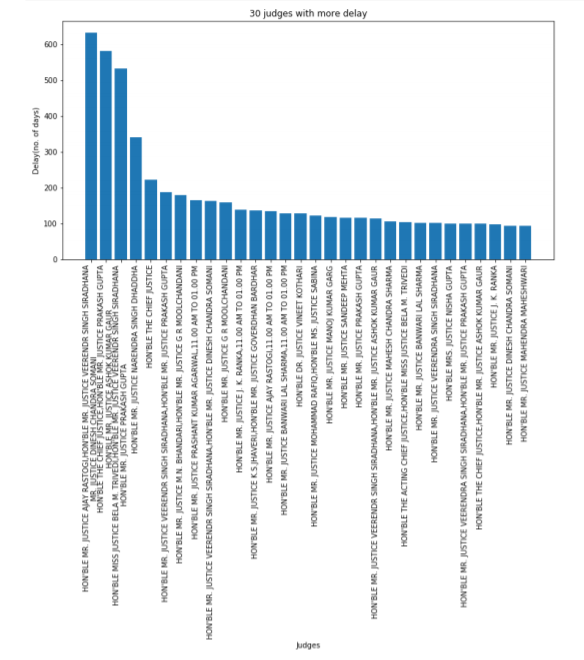 30 judges with more delay
Delay(no. of days)
600
500
400
300
200
100
0
HON'BLE MR. JUSTICE AJAY RASTOGI,HON'BLE MR. JUSTICE VEERENDR SINGH SIRADHANA
MR. JUSTICE DINESH CHANDRA SOMANI
HON'BLE THE CHIEF JUSTICE,HON'BLE MR. JUSTICE PRAKASH GUPTA
HON'BLE MR. JUSTICE ASHOK KUMAR GAUR
HON'BLE MISS JUSTICE BELA M. TRIVEDI,HON'BLE MR. JUSTICE VEERENDR SINGH SIRADHANA
HON'BLE MR. JUSTICE PRAKASH GUPTA
HON'BLE MR. JUSTICE NARENDRA SINGH DHADDHA
HON'BLE THE CHIEF JUSTICE
HON'BLE MR. JUSTICE VEERENDR SINGH SIRADHANA,HON'BLE MR. JUSTICE PRAKASH GUPTA
HON'BLE MR. JUSTICE M.N. BHANDARI,HON'BLE MR. JUSTICE G R MOOLCHANDANI
HON'BLE MR. JUSTICE PRASHANT KUMAR AGARWAL,11.00 AM TO 01.00 PM
HON'BLE MR. JUSTICE VEERENDR SINGH SIRADHANA,HON'BLE MR. JUSTICE DINESH CHANDRA SOMANI
HON'BLE MR. JUSTICE G R MOOLCHANDANI
HON'BLE MR. JUSTICE J. K. RANKA,11.00 AM TO 01.00 PM
HON'BLE MR. JUSTICE K.S.JHAVERI,HON'BLE MR. JUSTICE GOVERDHAN BARDHAR
HON'BLE MR. JUSTICE AJAY RASTOGI,11.00 AM TO 01.00 PM
HON'BLE MR. JUSTICE BANWARI LAL SHARMA,11.00 AM TO 01.00 PM
HON'BLE DR. JUSTICE VINEET KOTHARI
HON'BLE MR. JUSTICE MOHAMMAD RAFIQ,HON'BLE MS. JUSTICE SABINA
HON'BLE MR. JUSTICE MANOJ KUMAR GARG
HON'BLE MR. JUSTICE SANDEEP MEHTA
HON'BLE MR. JUSTICE PRAKASH GUPTA
HON'BLE MR. JUSTICE VEERENDR SINGH SIRADHANA,HON'BLE MR. JUSTICE ASHOK KUMAR GAUR
HON'BLE MR. JUSTICE MAHESH CHANDRA SHARMA
HON'BLE THE ACTING CHIEF JUSTICE,HON'BLE MISS JUSTICE BELA M. TRIVEDI
HON'BLE MR. JUSTICE BANWARI LAL SHARMA
HON'BLE MR. JUSTICE VEERENDRA SINGH SIRADHANA
HON'BLE MRS. JUSTICE NISHA GUPTA
HON'BLE MR. JUSTICE VEERENDRA SINGH SIRADHANA,HON'BLE MR. JUSTICE PRAKASH GUPTA
HON'BLE THE CHIEF JUSTICE,HON'BLE MR. JUSTICE ASHOK KUMAR GAUR
HON'BLE MR. JUSTICE J. K. RANKA
HON'BLE MR. JUSTICE DINESH CHANDRA SOMANI
HON'BLE MR. JUSTICE MAHENDRA MAHESHWARI
Judges